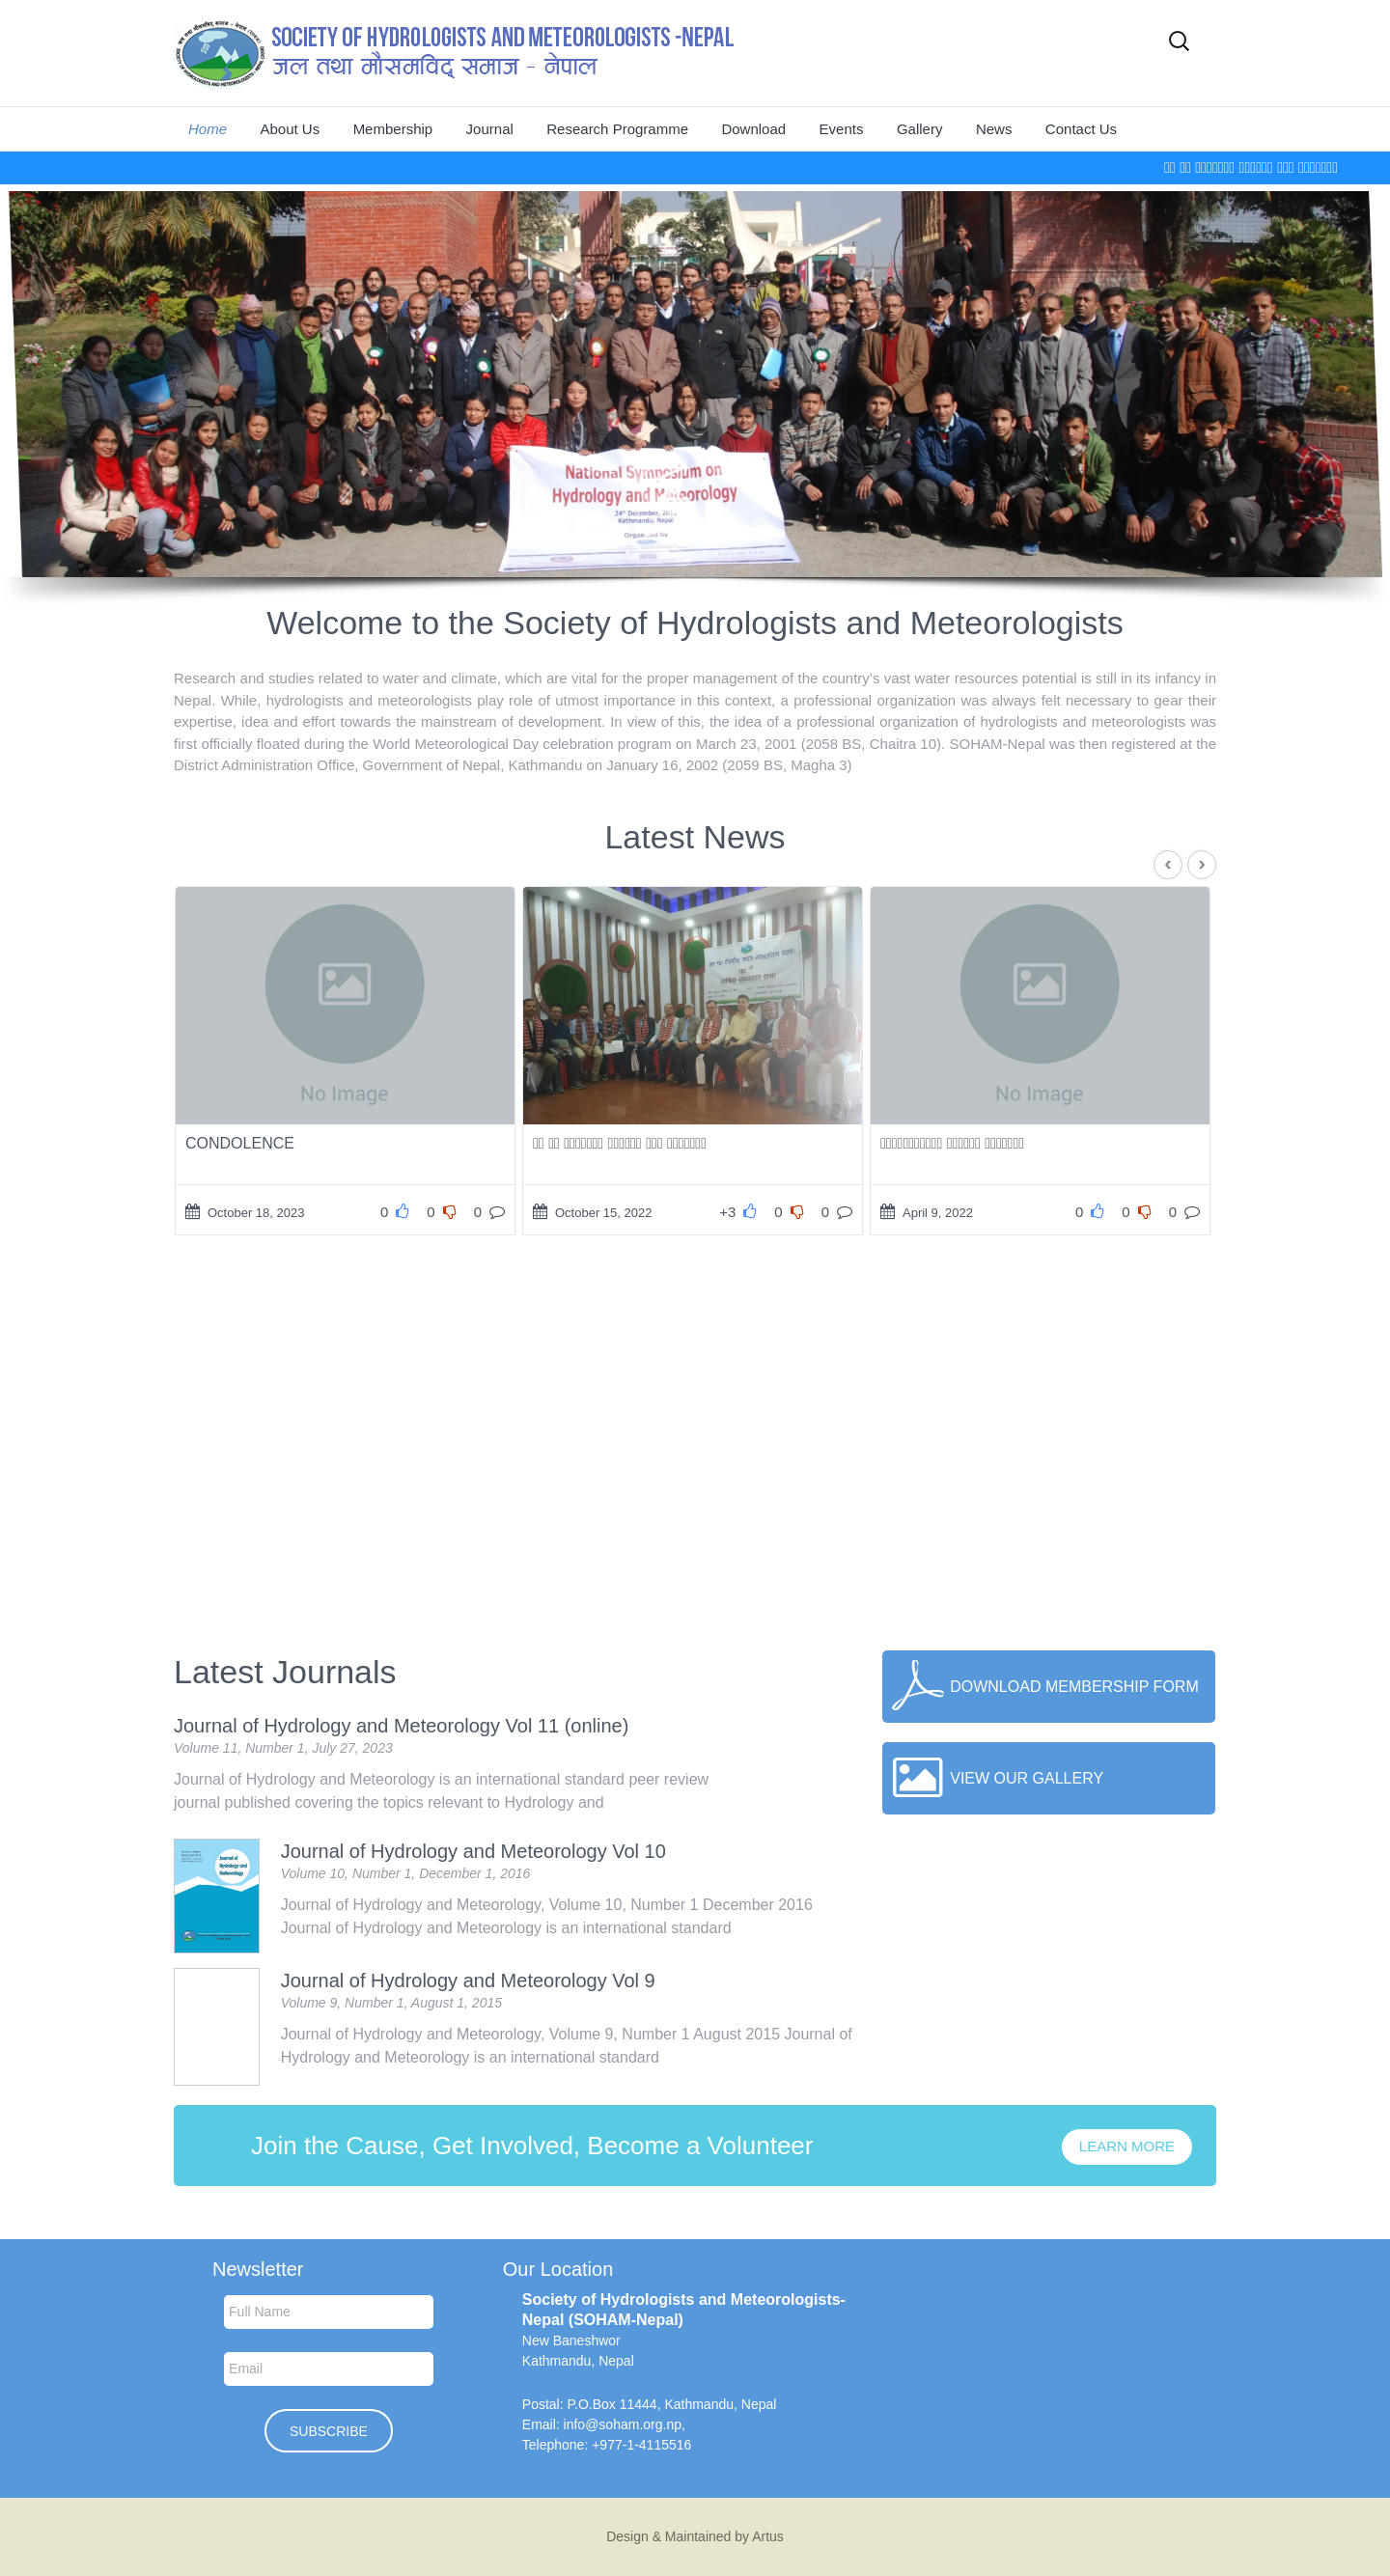 SOCIETY OF HYDROLOGISTS AND METEOROLOGISTS -NEPAL
जल तथा मौसमविद् समाज - नेपाल
Home About Us Membership Journal Research Programme Download Events Gallery News Contact Us
National Symposium on
Hydrology and Meteorology
Kathmandu, Nepal
Organized by
Welcome to the Society of Hydrologists and Meteorologists
Research and studies related to water and climate, which are vital for the proper management of the country's vast water resources potential is still in its infancy in
Nepal. While, hydrologists and meteorologists play role of utmost importance in this context, a professional organization was always felt necessary to gear their
expertise, idea and effort towards the mainstream of development. In view of this, the idea of a professional organization of hydrologists and meteorologists was
first officially floated during the World Meteorological Day celebration program on March 23, 2001 (2058 BS, Chaitra 10). SOHAM-Nepal was then registered at the
District Administration Office, Government of Nepal, Kathmandu on January 16, 2002 (2059 BS, Magha 3)
Latest News
No Image
No Image
CONDOLENCE
October 18, 2023 0 0 0
October 15, 2022 +3 0 0
April 9, 2022 0 0 0
Latest Journals
DOWNLOAD MEMBERSHIP FORM
VIEW OUR GALLERY
Journal of Hydrology and Meteorology Vol 11 (online)
Volume 11, Number 1, July 27, 2023
Journal of Hydrology and Meteorology is an international standard peer review
journal published covering the topics relevant to Hydrology and
Journal of
Hydrology and
Meteorology
Journal of Hydrology and Meteorology Vol 10
Volume 10, Number 1, December 1, 2016
Journal of Hydrology and Meteorology, Volume 10, Number 1 December 2016
Journal of Hydrology and Meteorology is an international standard
Journal of Hydrology and Meteorology Vol 9
Volume 9, Number 1, August 1, 2015
Journal of Hydrology and Meteorology, Volume 9, Number 1 August 2015 Journal of
Hydrology and Meteorology is an international standard
Join the Cause, Get Involved, Become a Volunteer
LEARN MORE
Newsletter
Full Name
Email
SUBSCRIBE
Our Location
Society of Hydrologists and Meteorologists-
Nepal (SOHAM-Nepal)
New Baneshwor
Kathmandu, Nepal
Postal: P.O.Box 11444, Kathmandu, Nepal
Email: info@soham.org.np,
Telephone: +977-1-4115516
Design & Maintained by Artus